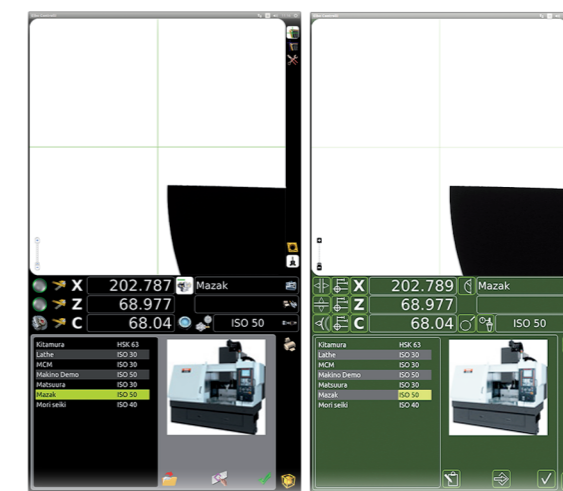 X 202.787 Mazak
Z 68.977
C 68.04 ISO 50
Kitamura HSK 63
Lathe ISO 30
MCM ISO 30
Makino Demo ISO 50
Matsuura ISO 30
Mazak ISO 50
Mori seiki ISO 40
X 202.789 Mazak
Z 68.977
C 68.04 ISO 50
Kitamura HSK 63
Lathe ISO 30
MCM ISO 30
Makino Demo ISO 50
Matsuura ISO 30
Mazak ISO 50
Mori seiki ISO 40